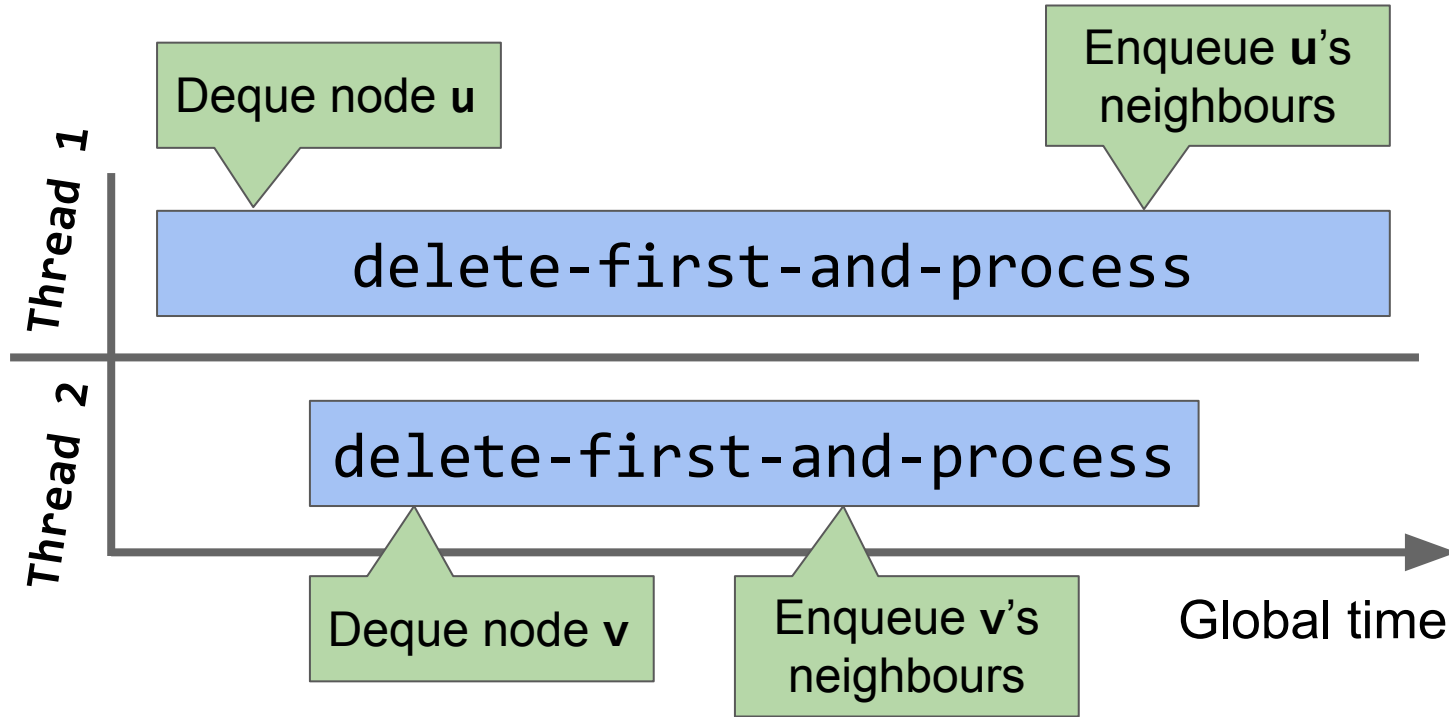 Deque node u
Enqueue u's
neighbours
Thread 1
delete-first-and-process
Thread 2
delete-first-and-process
Deque node v
Enqueue v's
neighbours
Global time